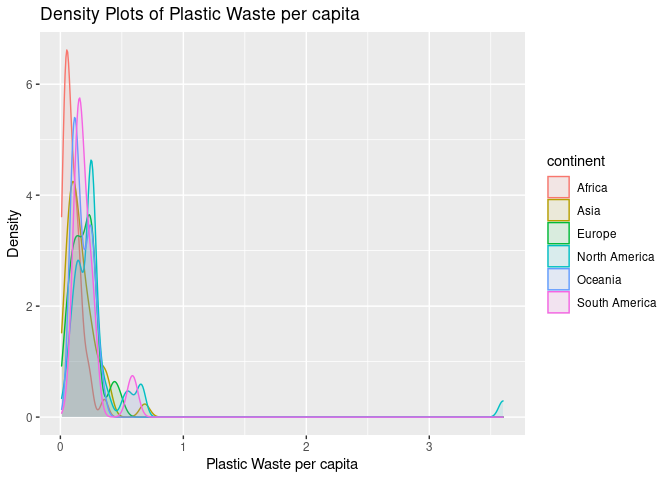 Density Plots of Plastic Waste per capita
6
4
2
0
Density
0 1 2 3
Plastic Waste per capita
continent
Africa
Asia
Europe
North America
Oceania
South America